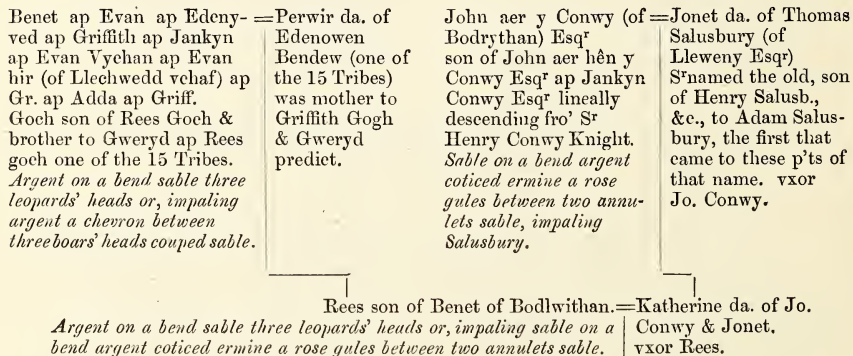 Benet ap Evan ap Edeny-
ved ap Griffith ap Jankyn
ap Evan Vychan ap Evan
hir (of Llechwedd vchaf) ap
Gr. ap Adda ap Griff.
Goch son of Rees Goch &
brother to Gweryd ap Rees
goch one of the 15 Tribes.
Argent on a bend sable three
leopards' heads or, impaling
argent a chevron between
three boars' heads couped sable.
=Perwir da. of
Edenowen
Bendew (one of
the 15 Tribes)
was mother to
Griffith Gogh
& Gweryd
predict.
John aer y Conwy (of
Bodrythan) Esqr
son of John aer hên y
Conwy Esqr ap Jankyn
Conwy Esqr lineally
descending fro' Sr
Henry Conwy Knight.
Sable on a bend argent
coticed ermine a rose
gules between two annu-
lets sable, impaling
Salusbury.
=Jonet da. of Thomas
Salusbury (of
Lleweny Esqr)
Srnamed the old, son
of Henry Salusb.,
&c., to Adam Salus-
bury, the first that
came to these p'ts of
that name. vxor
Jo. Conwy.
Rees son of Benet of Bodlwithan.=Katherine da. of Jo.
Conwy & Jonet.
vxor Rees.
Argent on a bend sable three leopards' heads or, impaling sable on a
bend argent coticed ermine a rose gules between two annulets sable.